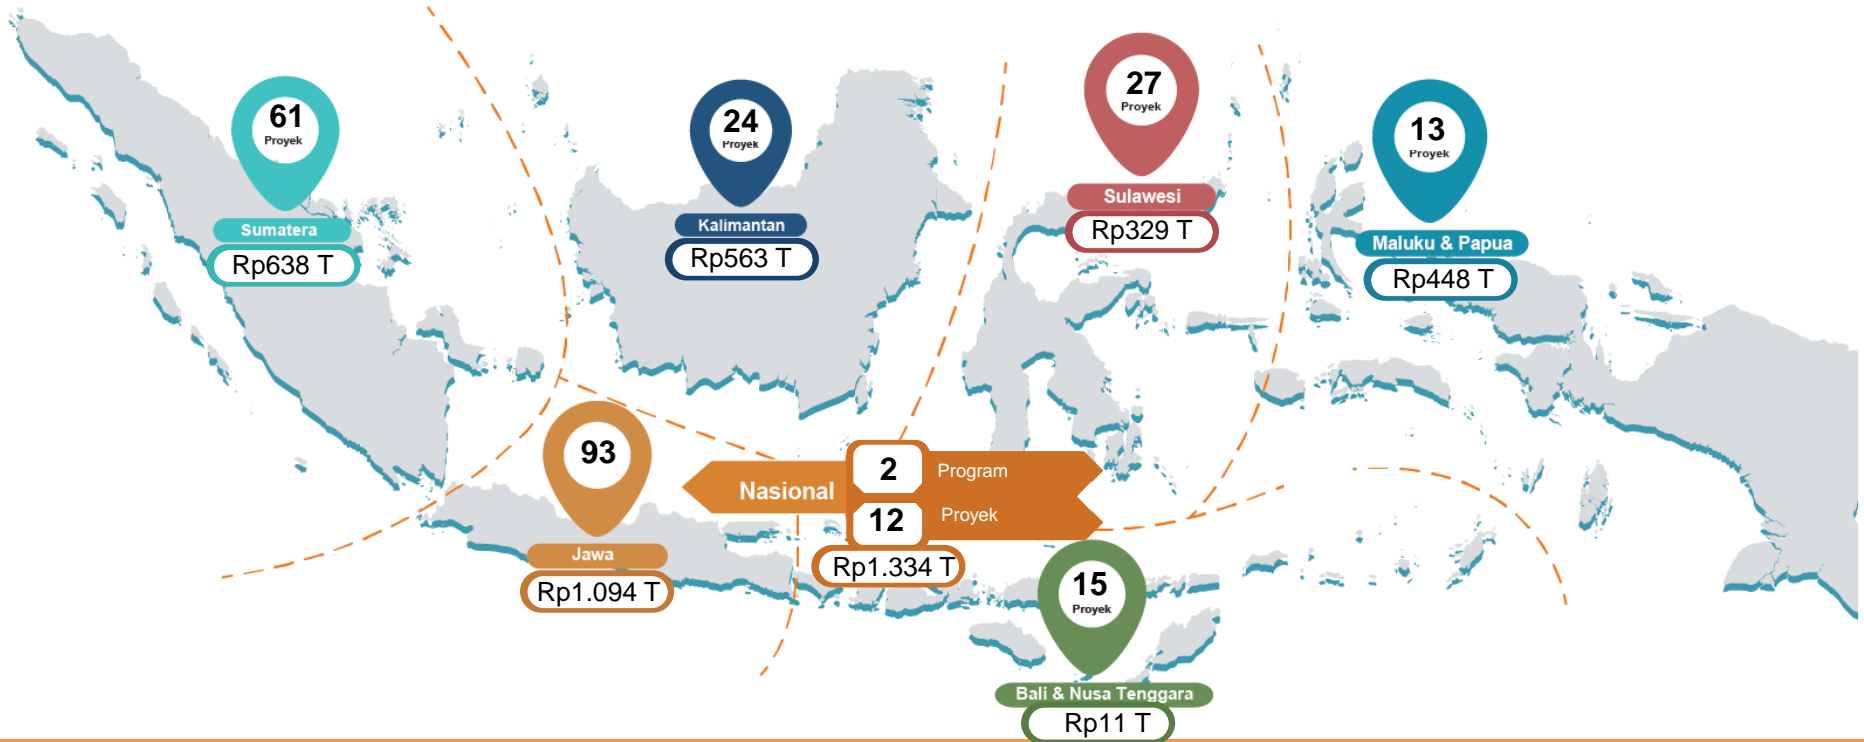 61
Proyek
Sumatera
Rp638 T
24
Proyek
Kalimantan
Rp563 T
27
Proyek
Sulawesi
Rp329 T
13
Proyek
Maluku & Papua
Rp448 T
93
Jawa
Rp1.094 T
Nasional
2
Program
12
Proyek
Rp1.334 T
15
Proyek
Bali & Nusa Tenggara
Rp11 T